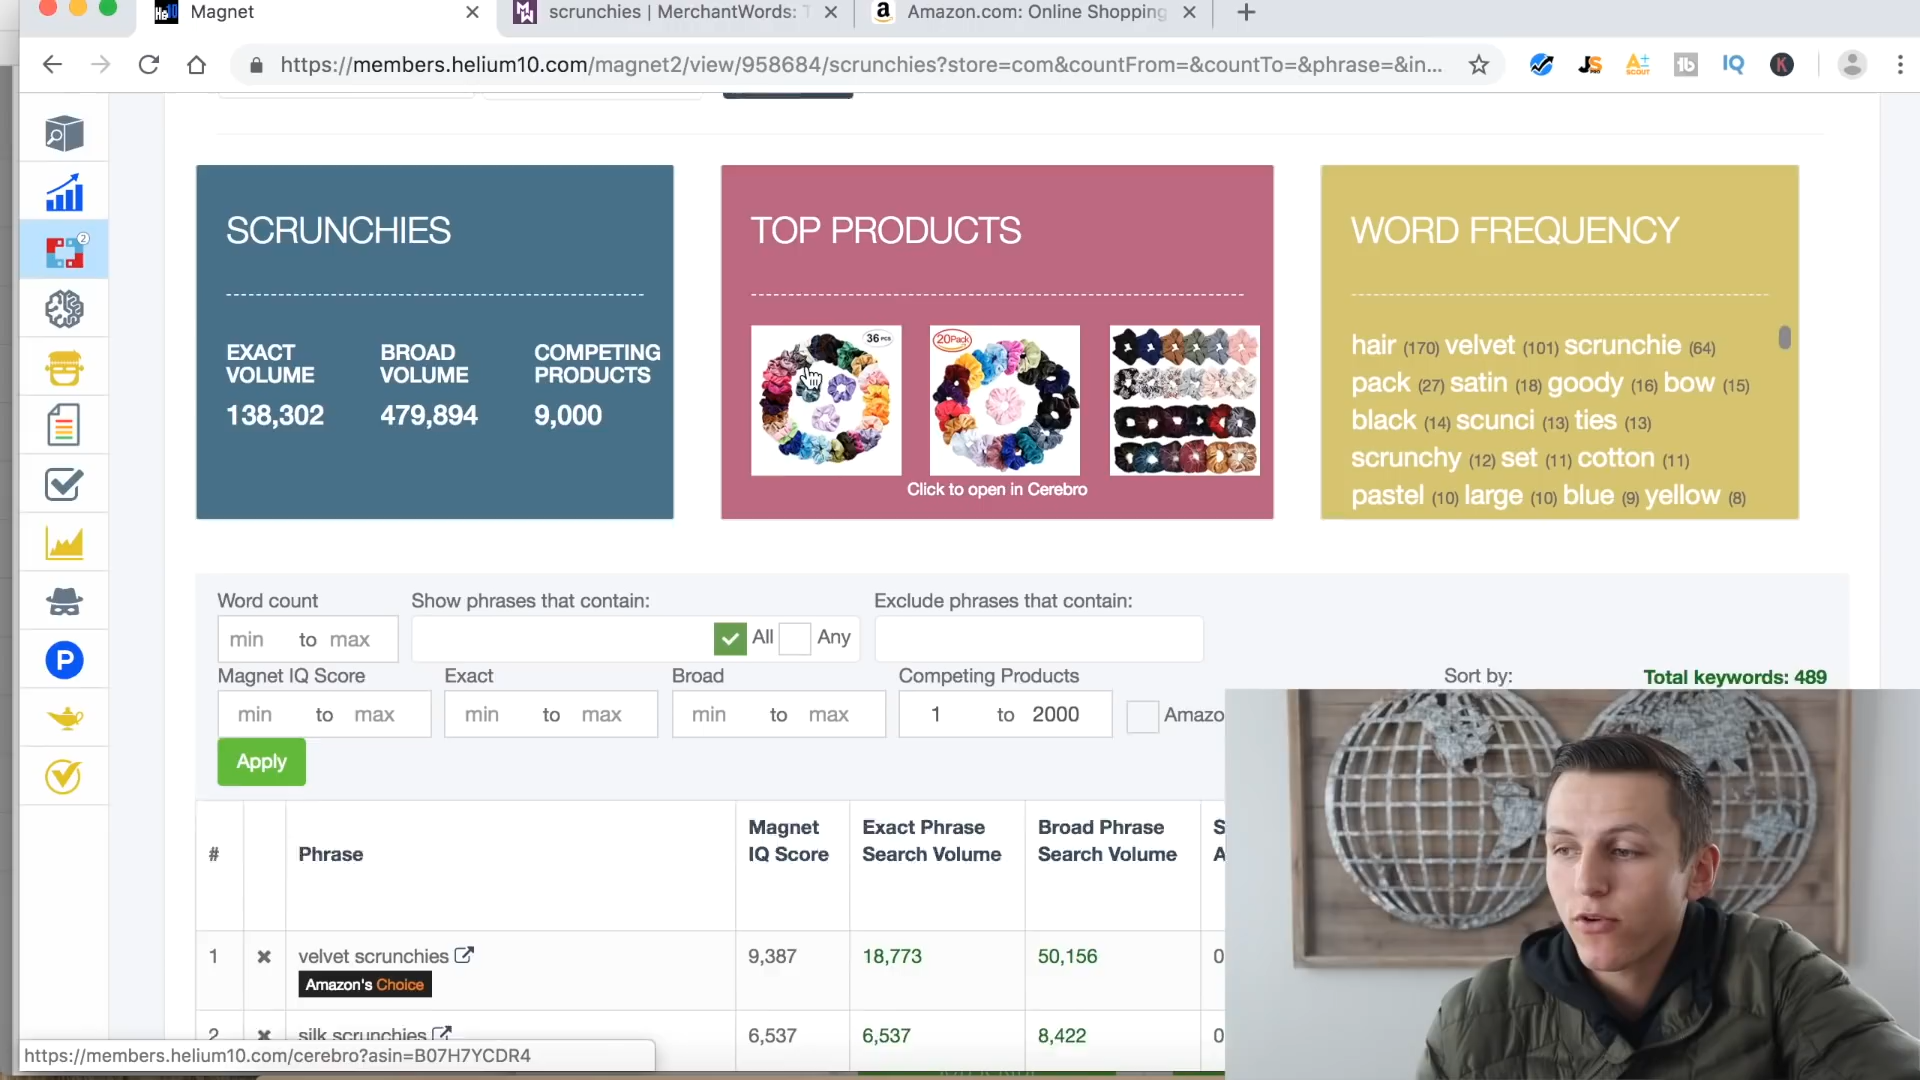 Magnet
scrunchies | MerchantWords: T
Amazon.com: Online Shopping
https://members.helium10.com/magnet2/view/958684/scrunchies?store=com&countFrom=&countTo=&phrase=&in...
SCRUNCHIES
EXACT VOLUME
138,302
BROAD VOLUME
479,894
COMPETING PRODUCTS
9,000
TOP PRODUCTS
36 PCS
20Pack
Click to open in Cerebro
WORD FREQUENCY
hair (170) velvet (101) scrunchie (64)
pack (27) satin (18) goody (16) bow (15)
black (14) scunci (13) ties (13)
scrunchy (12) set (11) cotton (11)
pastel (10) large (10) blue (9) yellow (8)
Word count
min to max
Show phrases that contain:
All Any
Exclude phrases that contain:
Magnet IQ Score
min to max
Exact
min to max
Broad
min to max
Competing Products
1 to 2000
Amazo
Sort by:
Total keywords: 489
Apply
# Phrase Magnet IQ Score Exact Phrase Search Volume Broad Phrase Search Volume S A
1 velvet scrunchies 9,387 18,773 50,156 0
Amazon's Choice
2 silk scrunchies 6,537 6,537 8,422 0
https://members.helium10.com/cerebro?asin=B07H7YCDR4